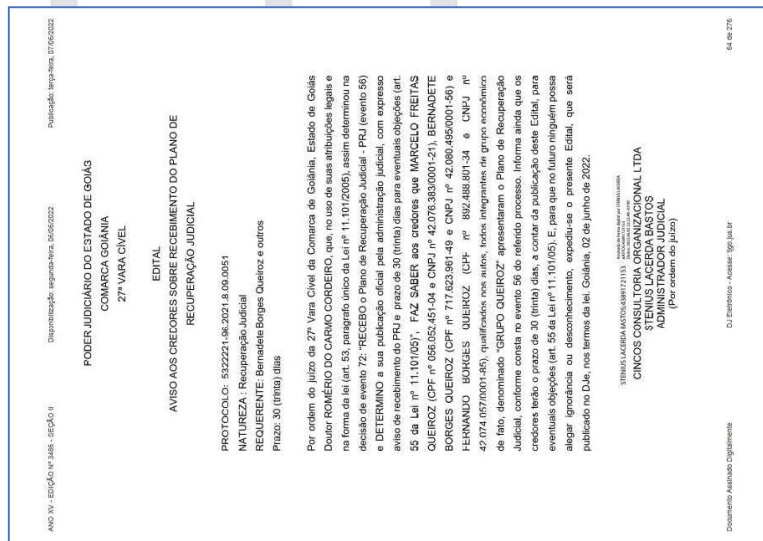 ANO XV - EDIÇÃO Nº 3486 - SEÇÃO II Disponibilização: segunda-feira, 06/06/2022 Publicação: terça-feira, 07/06/2022
PODER JUDICIÁRIO DO ESTADO DE GOIÁS
COMARCA GOIÂNIA
27ª VARA CÍVEL
EDITAL
AVISO AOS CREDORES SOBRE RECEBIMENTO DO PLANO DE
RECUPERAÇÃO JUDICIAL
PROTOCOLO: 5322221-96.2021.8.09.0051
NATUREZA : Recuperação Judicial
REQUERENTE: Bernadete Borges Queiroz e outros
Prazo: 30 (trinta) dias
Por ordem do juízo da 27ª Vara Cível da Comarca de Goiânia, Estado de Goiás
Doutor ROMÉRIO DO CARMO CORDEIRO, que, no uso de suas atribuições legais e
na forma da lei (art. 53, parágrafo único da Lei nº 11.101/2005), assim determinou na
decisão de evento 72: "RECEBO o Plano de Recuperação Judicial - PRJ (evento 56)
e DETERMINO a sua publicação oficial pela administração judicial, com expresso
aviso de recebimento do PRJ e prazo de 30 (trinta) dias para eventuais objeções (art.
55 da Lei nº 11.101/05)", FAZ SABER aos credores que MARCELO FREITAS
QUEIROZ (CPF nº 056.052.451-04 e CNPJ nº 42.076.383/0001-21), BERNADETE
BORGES QUEIROZ (CPF nº 717.623.961-49 e CNPJ nº 42.080.495/0001-56) e
FERNANDO BORGES QUEIROZ (CPF nº 892.488.801-34 e CNPJ nº
42.074.057/0001-85), qualificados nos autos, todos integrantes de grupo econômico
de fato, denominado "GRUPO QUEIROZ" apresentaram o Plano de Recuperação
Judicial, conforme consta no evento 56 do referido processo. Informa ainda que os
credores terão o prazo de 30 (trinta) dias, a contar da publicação deste Edital, para
eventuais objeções (art. 55 da Lei nº 11.101/05). E, para que no futuro ninguém possa
alegar ignorância ou desconhecimento, expediu-se o presente Edital, que será
publicado no DJe, nos termos da lei. Goiânia, 02 de junho de 2022.
STENIUS LACERDA BASTOS:43891721153
CINCOS CONSULTORIA ORGANIZACIONAL LTDA
STENIUS LACERDA BASTOS
ADMINISTRADOR JUDICIAL
(Por ordem do juízo)
Documento Assinado Digitalmente DJ Eletrônico - Acesse: tjgo.jus.br 64 de 276